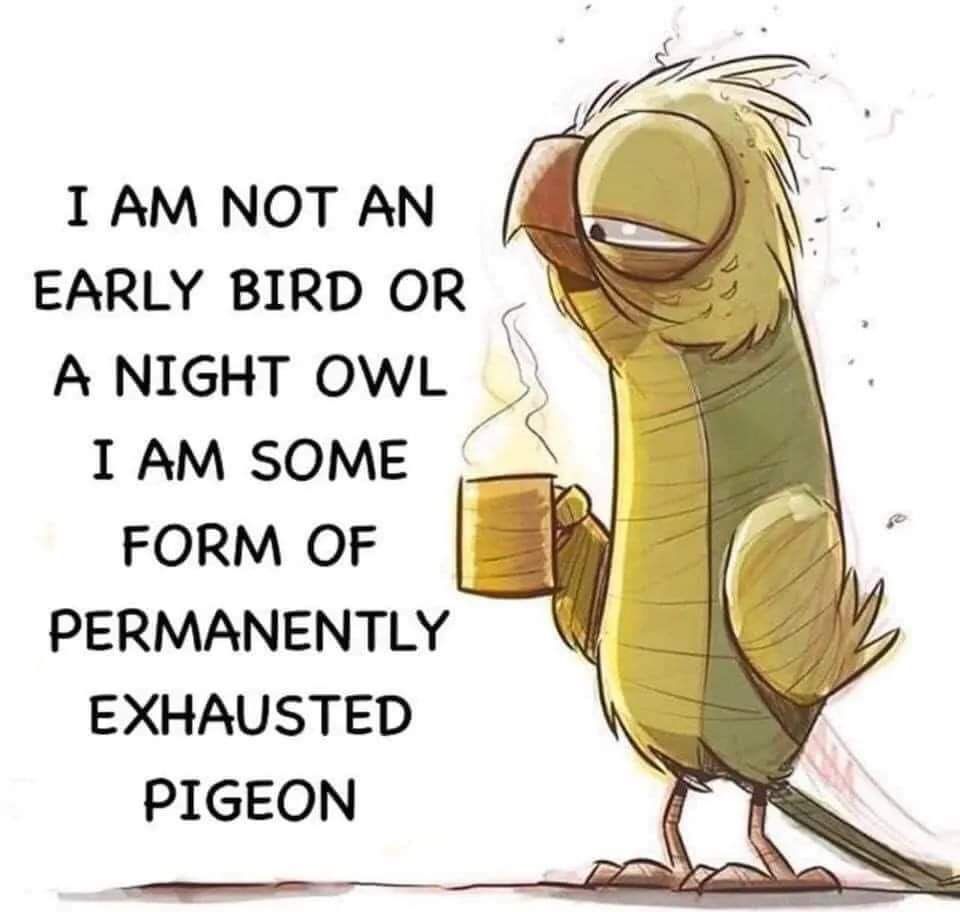 I AM NOT AN
EARLY BIRD OR
A NIGHT OWL
I AM SOME
FORM OF
PERMANENTLY
EXHAUSTED
PIGEON